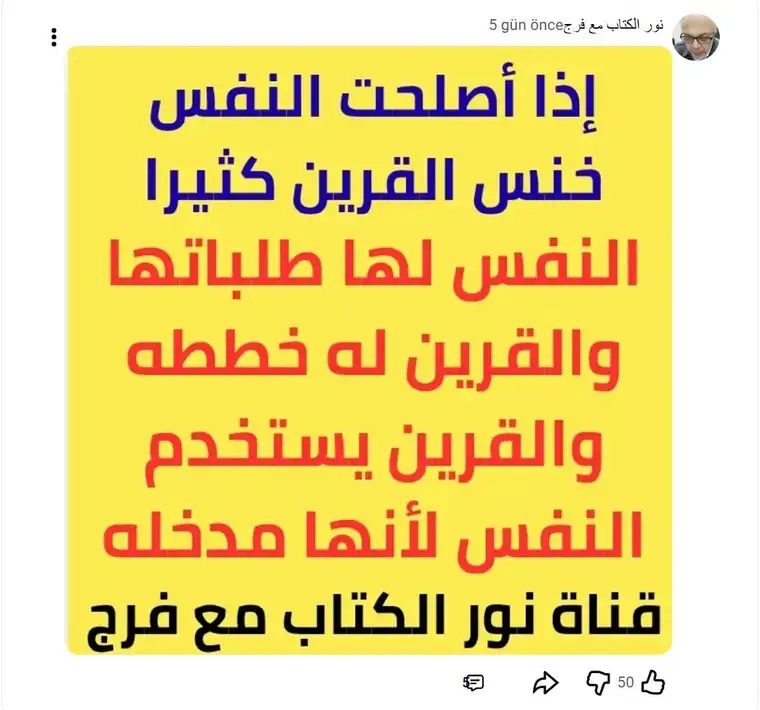 نور الكتاب مع فرج 5 gün önce
إذا أصلحت النفس
خنس القرين كثيرا
النفس لها طلباتها
والقرين له خططه
والقرين يستخدم
النفس لأنها مدخله
قناة نور الكتاب مع فرج
50
5